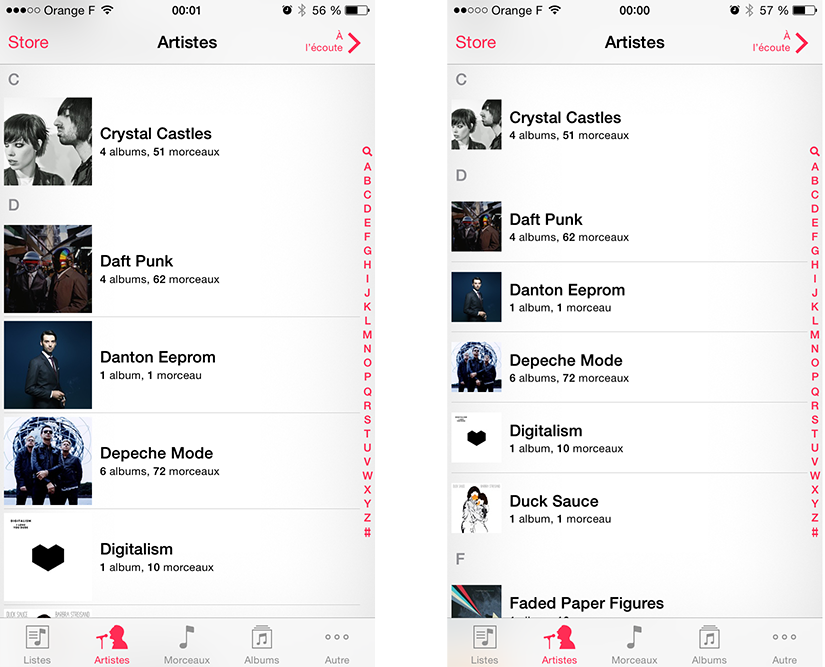 Orange F 00:01 56 %
Store Artistes À l'écoute
C
Crystal Castles
4 albums, 51 morceaux
D
Daft Punk
4 albums, 62 morceaux
Danton Eeprom
1 album, 1 morceau
Depeche Mode
6 albums, 72 morceaux
DIGITALISM
Digitalism
1 album, 10 morceaux
DUCK SAUCE BARBRA STREISAND
A
B
C
D
E
F
G
H
I
J
K
L
M
N
O
P
Q
R
S
T
U
V
W
X
Y
Z
#
Listes Artistes Morceaux Albums Autre
Orange F 00:00 57 %
Store Artistes À l'écoute
C
Crystal Castles
4 albums, 51 morceaux
D
Daft Punk
4 albums, 62 morceaux
Danton Eeprom
1 album, 1 morceau
Depeche Mode
6 albums, 72 morceaux
Digitalism
1 album, 10 morceaux
Duck Sauce
1 album, 1 morceau
F
Faded Paper Figures
A
B
C
D
E
F
G
H
I
J
K
L
M
N
O
P
Q
R
S
T
U
V
W
X
Y
Z
#
Listes Artistes Morceaux Albums Autre